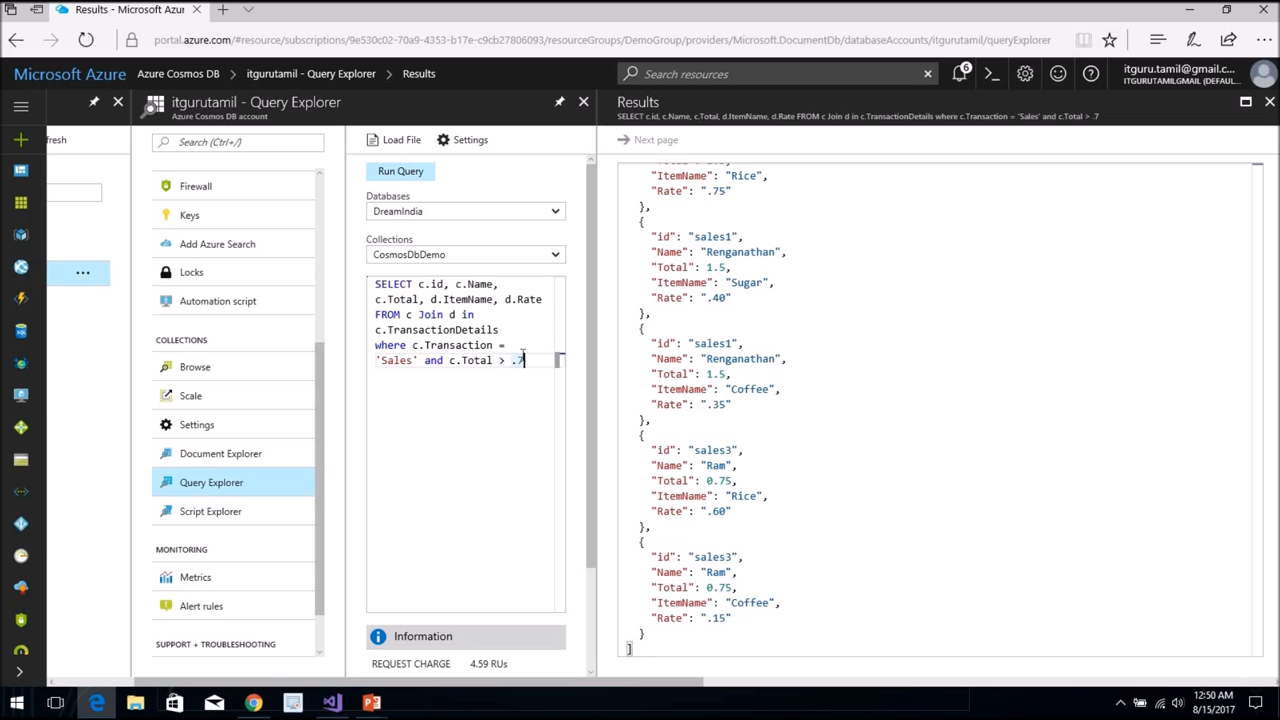 Results - Microsoft Azure
portal.azure.com/#resource/subscriptions/9e530c02-70a9-4353-b17e-c9cb27806093/resourceGroups/DemoGroup/providers/Microsoft.DocumentDb/databaseAccounts/itgurutamil/queryExplorer
Microsoft Azure Azure Cosmos DB > itgurutamil - Query Explorer > Results
Search resources
6
itguru.tamil@gmail.c...
ITGURUTAMILGMAIL (DEFAUL...
fresh
itgurutamil - Query Explorer
Azure Cosmos DB account
Search (Ctrl+/)
Firewall
Keys
Add Azure Search
Locks
Automation script
COLLECTIONS
Browse
Scale
Settings
Document Explorer
Query Explorer
Script Explorer
MONITORING
Metrics
Alert rules
SUPPORT + TROUBLESHOOTING
Load File
Settings
Run Query
Databases
DreamIndia
Collections
CosmosDbDemo
SELECT c.id, c.Name,
c.Total, d.ItemName, d.Rate
FROM c Join d in
c.TransactionDetails
where c.Transaction =
'Sales' and c.Total > .7
Information
REQUEST CHARGE 4.59 RUs
Results
SELECT c.id, c.Name, c.Total, d.ItemName, d.Rate FROM c Join d in c.TransactionDetails where c.Transaction = 'Sales' and c.Total > .7
Next page
"ItemName": "Rice",
"Rate": ".75"
},
{
"id": "sales1",
"Name": "Renganathan",
"Total": 1.5,
"ItemName": "Sugar",
"Rate": ".40"
},
{
"id": "sales1",
"Name": "Renganathan",
"Total": 1.5,
"ItemName": "Coffee",
"Rate": ".35"
},
{
"id": "sales3",
"Name": "Ram",
"Total": 0.75,
"ItemName": "Rice",
"Rate": ".60"
},
{
"id": "sales3",
"Name": "Ram",
"Total": 0.75,
"ItemName": "Coffee",
"Rate": ".15"
}
]
12:50 AM
8/15/2017